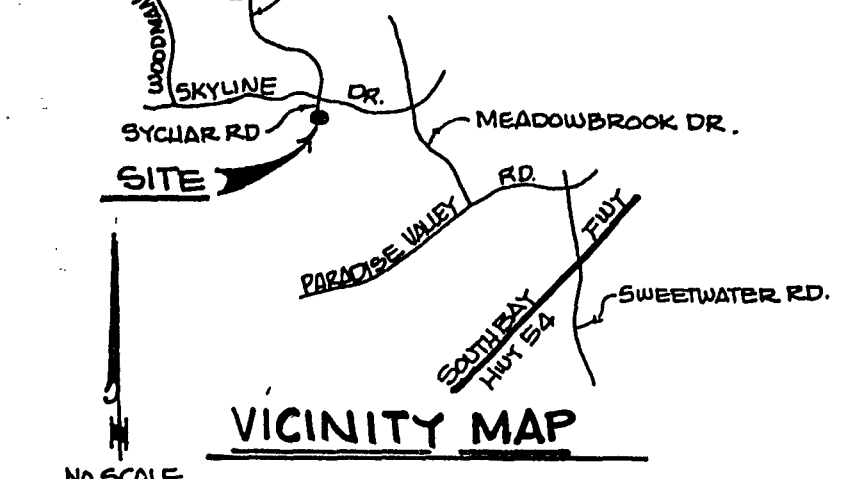 WOODMAN
SKYLINE DR.
SYCHAR RD
MEADOWBROOK DR.
SITE
PARADISE VALLEY RD.
SOUTH BAY FWY
HWY 54
SWEETWATER RD.
N
VICINITY MAP
NO SCALE